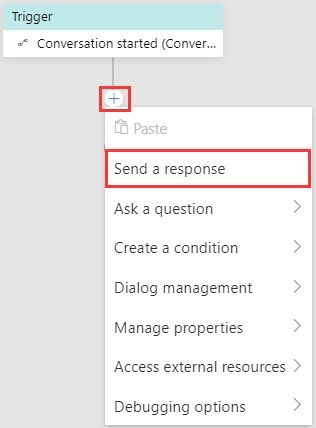 Trigger
Conversation started (Conver...
Paste
Send a response
Ask a question
Create a condition
Dialog management
Manage properties
Access external resources
Debugging options